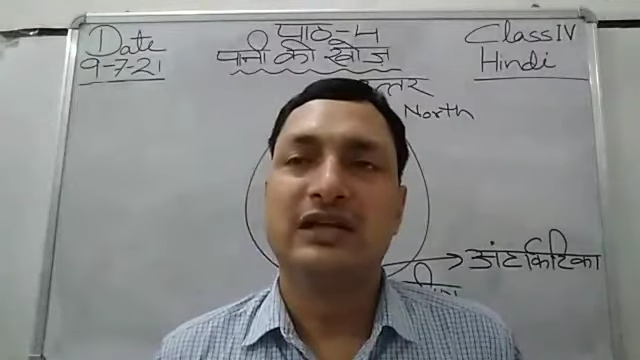 Date
9-7-21
पाठ-4
पानी की खोज
Class IV
Hindi
North
अंटार्कटिका